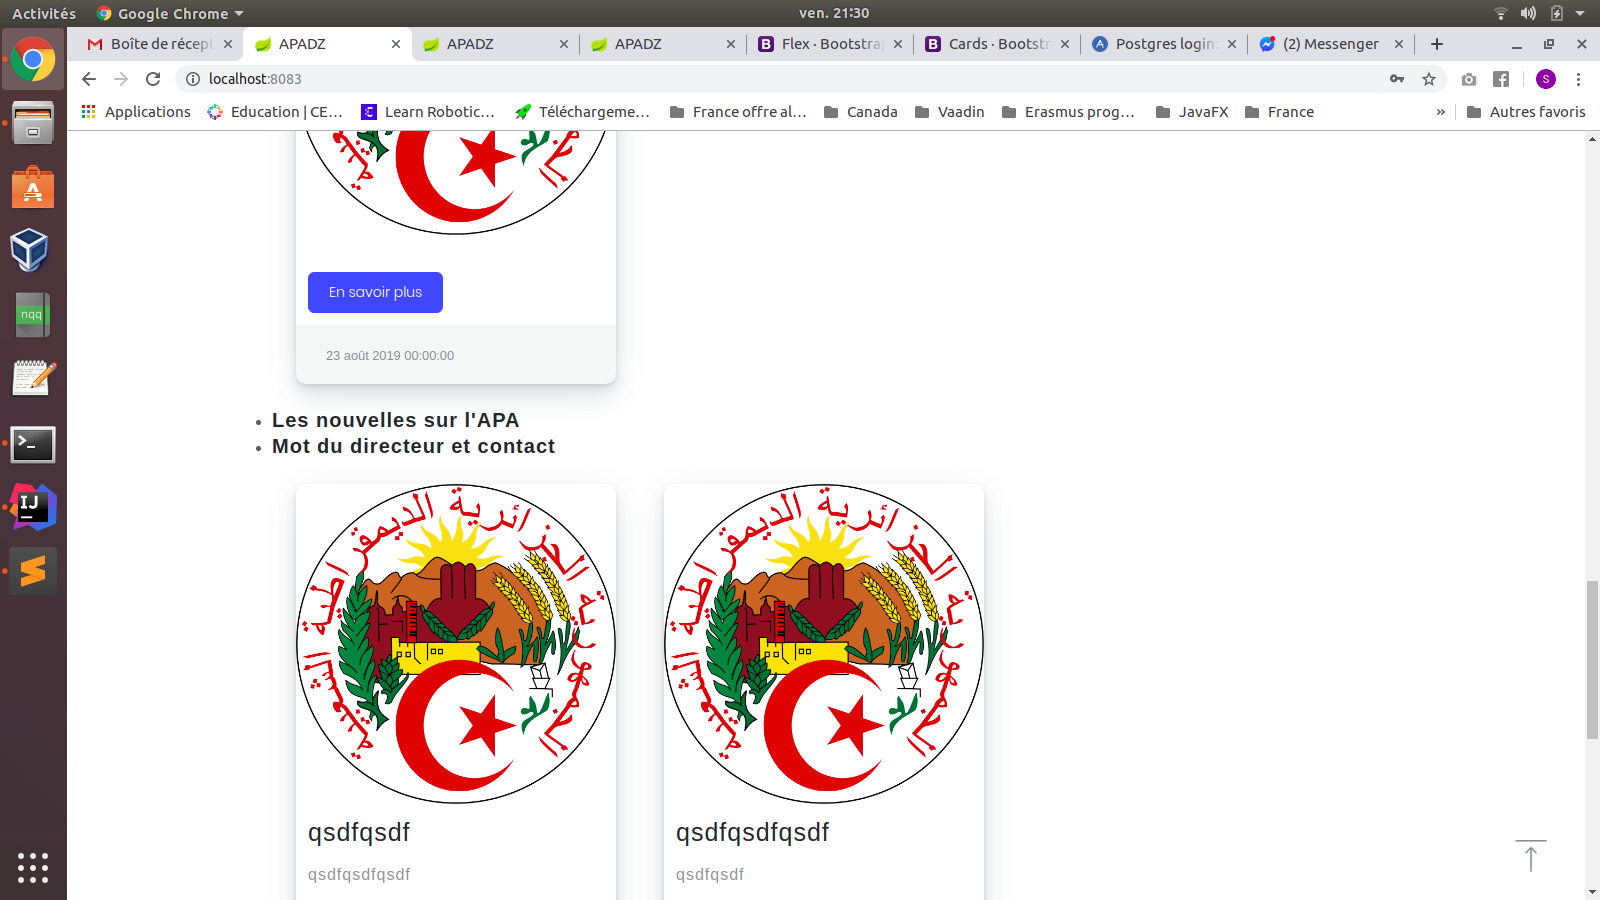 Activités
Google Chrome
ven. 21:30
Boîte de récept
APADZ
APADZ
APADZ
Flex · Bootstra
Cards · Bootst
Postgres login
(2) Messenger
S
localhost:8083
Applications
Education | CE...
Learn Robotic...
Téléchargeme...
France offre al...
Canada
Vaadin
Erasmus prog...
JavaFX
France
»
Autres favoris
nqq
IJ
En savoir plus
23 août 2019 00:00:00
Les nouvelles sur l'APA
Mot du directeur et contact
qsdfqsdf
qsdfqsdfqsdf
qsdfqsdfqsdf
qsdfqsdf